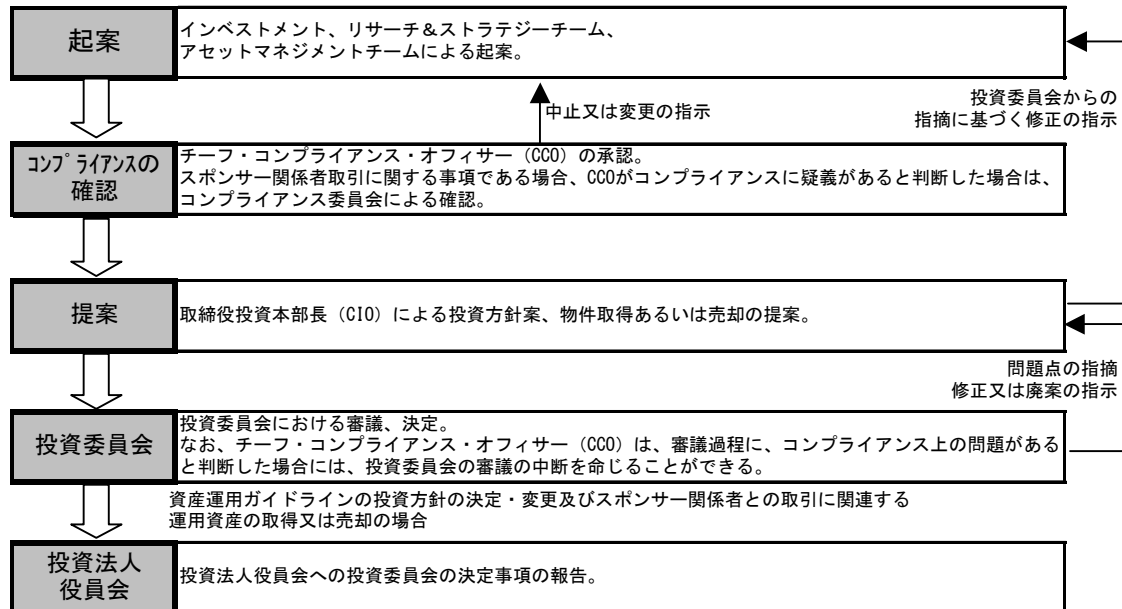 起案
インベストメント、リサーチ＆ストラテジーチーム、
アセットマネジメントチームによる起案。
中止又は変更の指示
投資委員会からの
指摘に基づく修正の指示
ｺﾝﾌﾟﾗｲｱﾝｽの
確認
チーフ・コンプライアンス・オフィサー（CCO）の承認。
スポンサー関係者取引に関する事項である場合、CCOがコンプライアンスに疑義があると判断した場合は、
コンプライアンス委員会による確認。
提案
取締役投資本部長（CIO）による投資方針案、物件取得あるいは売却の提案。
問題点の指摘
修正又は廃案の指示
投資委員会
投資委員会における審議、決定。
なお、チーフ・コンプライアンス・オフィサー（CCO）は、審議過程に、コンプライアンス上の問題がある
と判断した場合には、投資委員会の審議の中断を命じることができる。
資産運用ガイドラインの投資方針の決定・変更及びスポンサー関係者との取引に関連する
運用資産の取得又は売却の場合
投資法人
役員会
投資法人役員会への投資委員会の決定事項の報告。